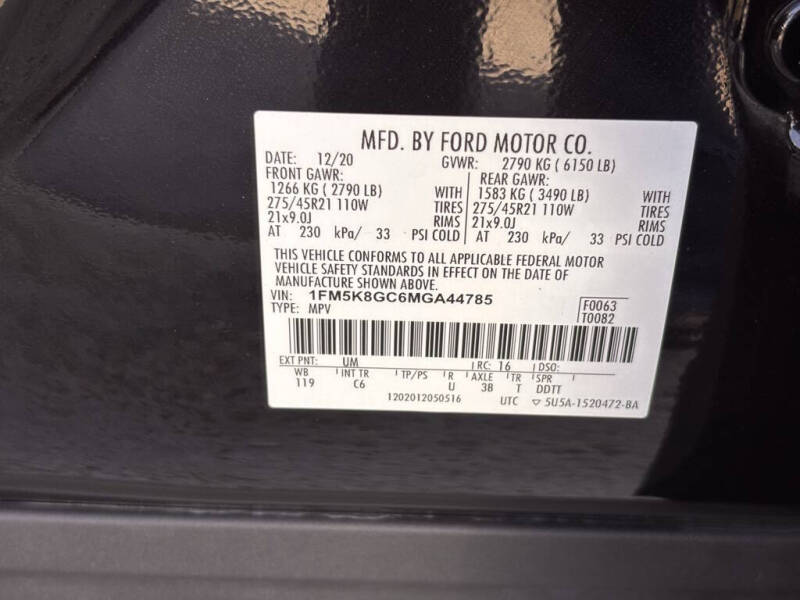 MFD. BY FORD MOTOR CO.
DATE: 12/20 GVWR: 2790 KG ( 6150 LB)
FRONT GAWR: REAR GAWR:
1266 KG ( 2790 LB) WITH 1583 KG ( 3490 LB) WITH
275/45R21 110W TIRES 275/45R21 110W TIRES
21x9.0J RIMS 21x9.0J RIMS
AT 230 kPa/ 33 PSI COLD AT 230 kPa/ 33 PSI COLD
THIS VEHICLE CONFORMS TO ALL APPLICABLE FEDERAL MOTOR
VEHICLE SAFETY STANDARDS IN EFFECT ON THE DATE OF
MANUFACTURE SHOWN ABOVE.
VIN: 1FM5K8GC6MGA44785 F0063
TYPE: MPV T0082
EXT PNT: UM RC: 16 DSO:
WB INT TR TP/PS R AXLE TR SPR
119 C6 U 3B T DDTT
1202012050516 UTC ▽ 5U5A-1520472-BA